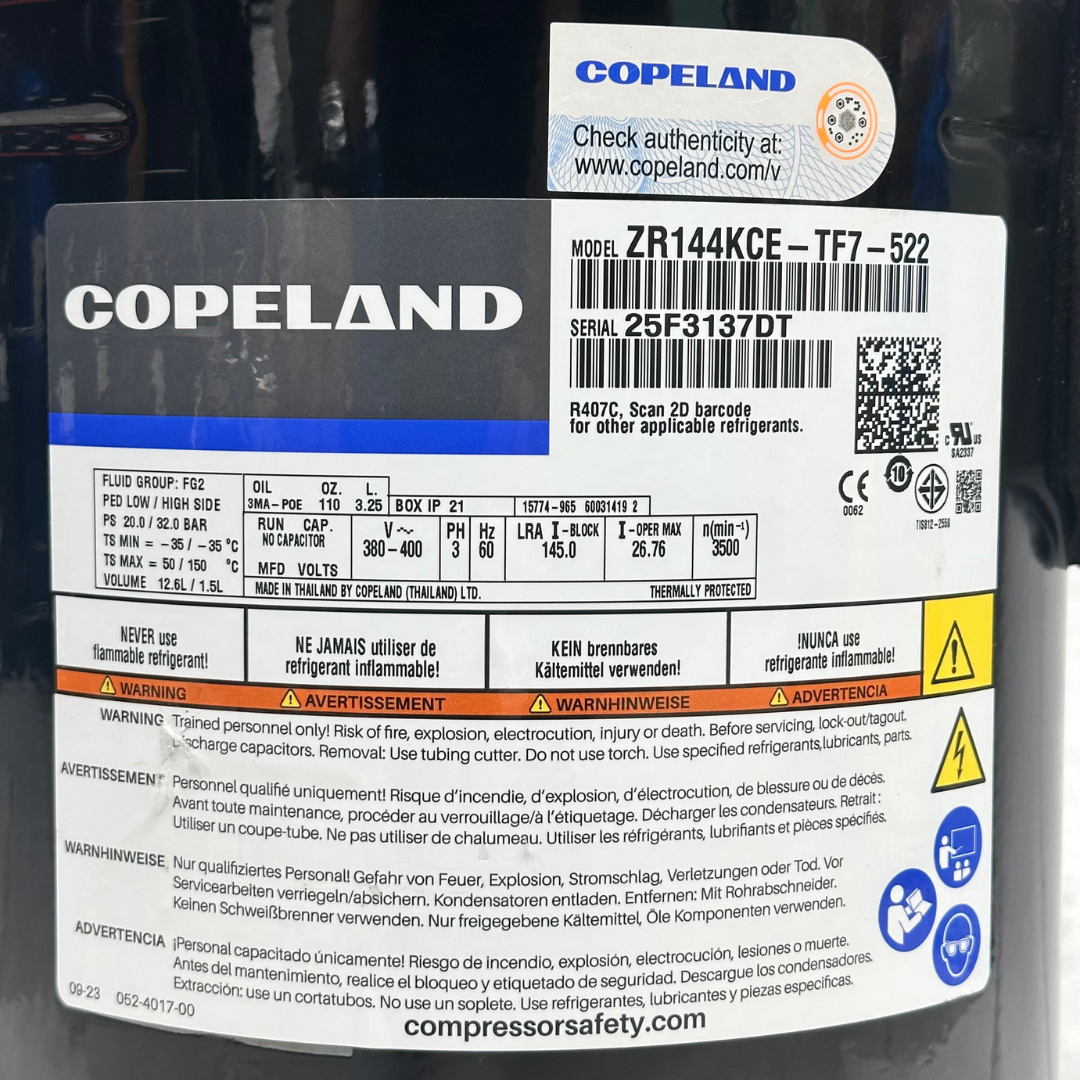 COPELAND
Check authenticity at:
www.copeland.com/v
COPELAND
MODEL ZR144KCE-TF7-522
SERIAL 25F3137DT
R407C, Scan 2D barcode
for other applicable refrigerants.
c RU us
SA2337
CE
0062
10
TIS812-2558
FLUID GROUP: FG2
PED LOW / HIGH SIDE
PS 20.0 / 32.0 BAR
TS MIN = -35 / -35 °C
TS MAX = 50 / 150 °C
VOLUME 12.6L / 1.5L
OIL OZ. L.
3MA-POE 110 3.25
BOX IP 21
15774-965 60031419 2
RUN CAP.
NO CAPACITOR
MFD VOLTS
V~
380-400
PH
3
Hz
60
LRA I-BLOCK
145.0
I-OPER MAX
26.76
n(min⁻¹)
3500
MADE IN THAILAND BY COPELAND (THAILAND) LTD. THERMALLY PROTECTED
NEVER use
flammable refrigerant!
NE JAMAIS utiliser de
refrigerant inflammable!
KEIN brennbares
Kältemittel verwenden!
!NUNCA use
refrigerante inflammable!
WARNING
AVERTISSEMENT
WARNHINWEISE
ADVERTENCIA
WARNING Trained personnel only! Risk of fire, explosion, electrocution, injury or death. Before servicing, lock-out/tagout.
Discharge capacitors. Removal: Use tubing cutter. Do not use torch. Use specified refrigerants,lubricants, parts.
AVERTISSEMENT Personnel qualifié uniquement! Risque d'incendie, d'explosion, d'électrocution, de blessure ou de décès.
Avant toute maintenance, procéder au verrouillage/à l'étiquetage. Décharger les condensateurs. Retrait:
Utiliser un coupe-tube. Ne pas utiliser de chalumeau. Utiliser les réfrigérants, lubrifiants et pièces spécifiés.
WARNHINWEISE Nur qualifiziertes Personal! Gefahr von Feuer, Explosion, Stromschlag, Verletzungen oder Tod. Vor
Servicearbeiten verriegeln/absichern. Kondensatoren entladen. Entfernen: Mit Rohrabschneider.
Keinen Schweißbrenner verwenden. Nur freigegebene Kältemittel, Öle Komponenten verwenden.
ADVERTENCIA ¡Personal capacitado únicamente! Riesgo de incendio, explosión, electrocución, lesiones o muerte.
Antes del mantenimiento, realice el bloqueo y etiquetado de seguridad. Descargue los condensadores.
Extracción: use un cortatubos. No use un soplete. Use refrigerantes, lubricantes y piezas específicas.
09-23 052-4017-00
compressorsafety.com